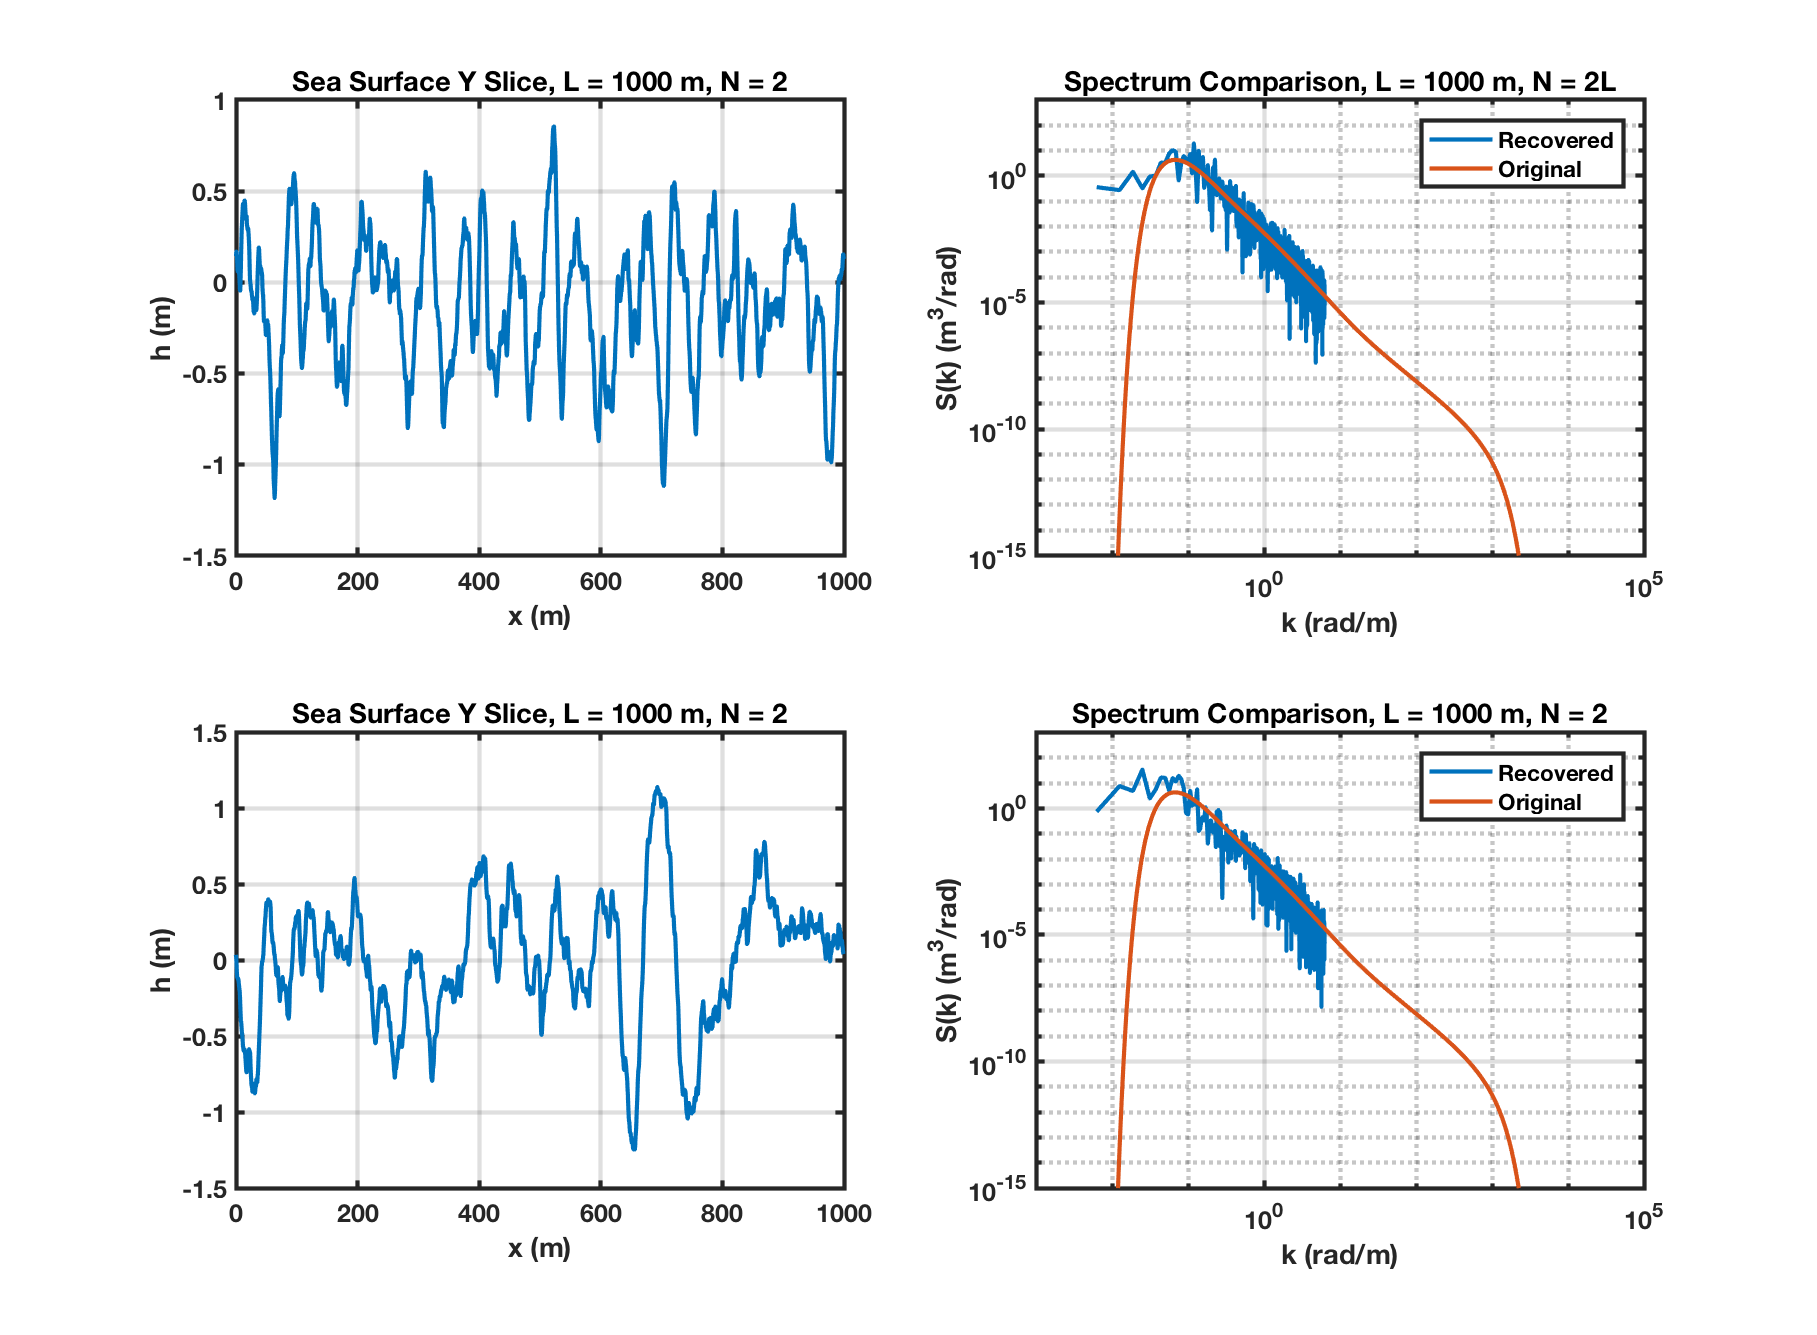 Sea Surface Y Slice, L = 1000 m, N = 2
1
0.5
0
-0.5
-1
-1.5
h (m)
0 200 400 600 800 1000
x (m)
Spectrum Comparison, L = 1000 m, N = 2L
Recovered
Original
10^0
10^-5
10^-10
10^-15
S(k) (m^3/rad)
10^0 10^5
k (rad/m)
Sea Surface Y Slice, L = 1000 m, N = 2
1.5
1
0.5
0
-0.5
-1
-1.5
h (m)
0 200 400 600 800 1000
x (m)
Spectrum Comparison, L = 1000 m, N = 2
Recovered
Original
10^0
10^-5
10^-10
10^-15
S(k) (m^3/rad)
10^0 10^5
k (rad/m)